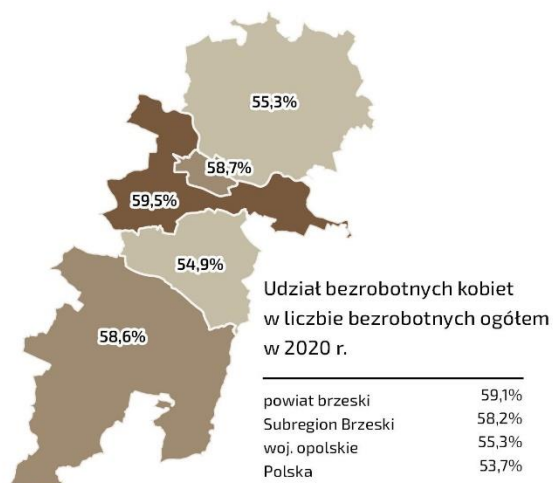 55,3%
58,7%
59,5%
54,9%
58,6%
Udział bezrobotnych kobiet
w liczbie bezrobotnych ogółem
w 2020 r.
powiat brzeski 59,1%
Subregion Brzeski 58,2%
woj. opolskie 55,3%
Polska 53,7%